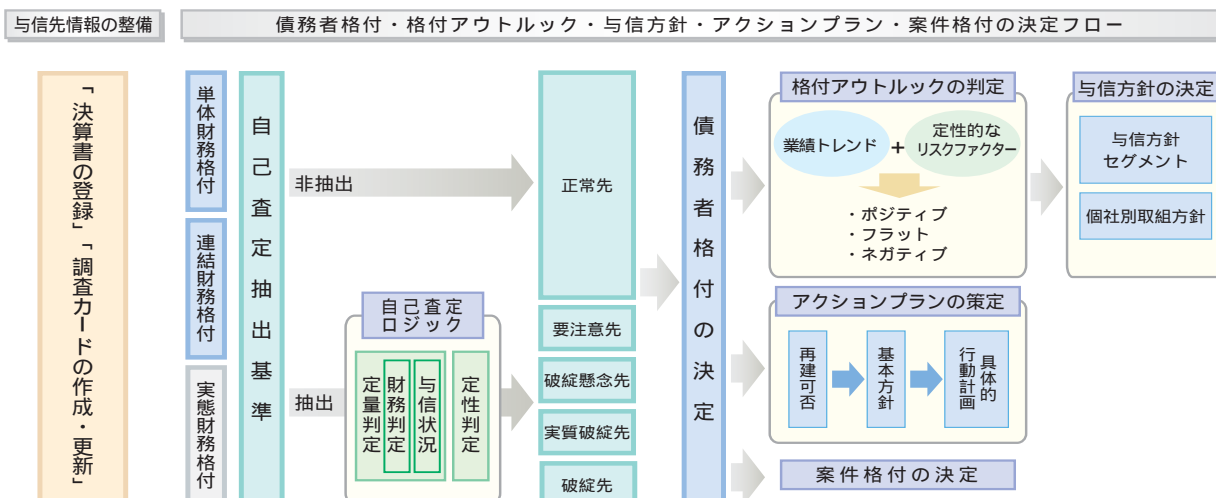 与信先情報の整備
債務者格付・格付アウトルック・与信方針・アクションプラン・案件格付の決定フロー
「決算書の登録」「調査カードの作成・更新」
単体財務格付
連結財務格付
実態財務格付
自己査定抽出基準
非抽出
抽出
自己査定
ロジック
定量判定
財務判定
与信状況
定性判定
正常先
要注意先
破綻懸念先
実質破綻先
破綻先
債務者格付の決定
格付アウトルックの判定
業績トレンド
+
定性的な
リスクファクター
・ポジティブ
・フラット
・ネガティブ
アクションプランの策定
再建可否
基本方針
具体的
行動計画
案件格付の決定
与信方針の決定
与信方針
セグメント
個社別取組方針